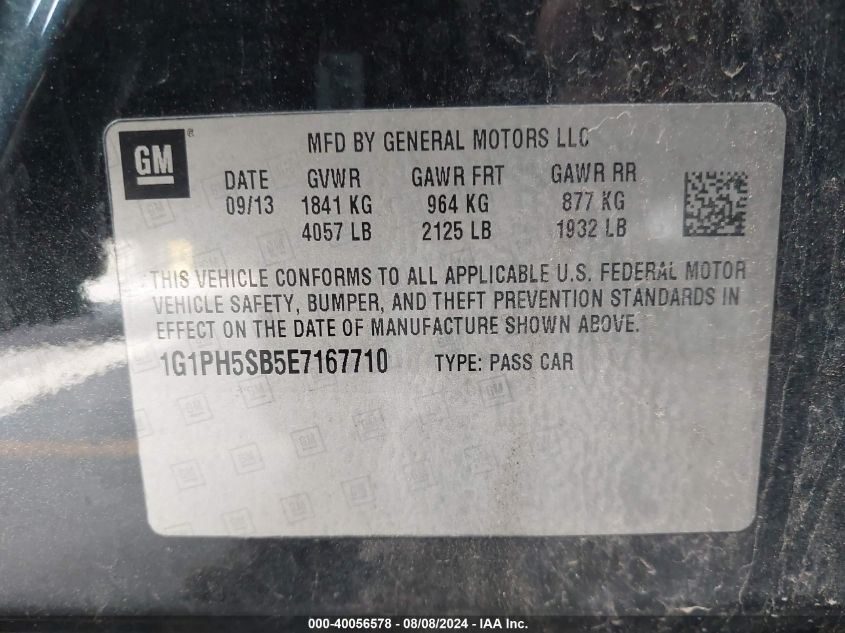 GM ®
MFD BY GENERAL MOTORS LLC
DATE GVWR GAWR FRT GAWR RR
09/13 1841 KG 964 KG 877 KG
4057 LB 2125 LB 1932 LB
THIS VEHICLE CONFORMS TO ALL APPLICABLE U.S. FEDERAL MOTOR
VEHICLE SAFETY, BUMPER, AND THEFT PREVENTION STANDARDS IN
EFFECT ON THE DATE OF MANUFACTURE SHOWN ABOVE.
1G1PH5SB5E7167710 TYPE: PASS CAR
000-40056578 - 08/08/2024 - IAA Inc.